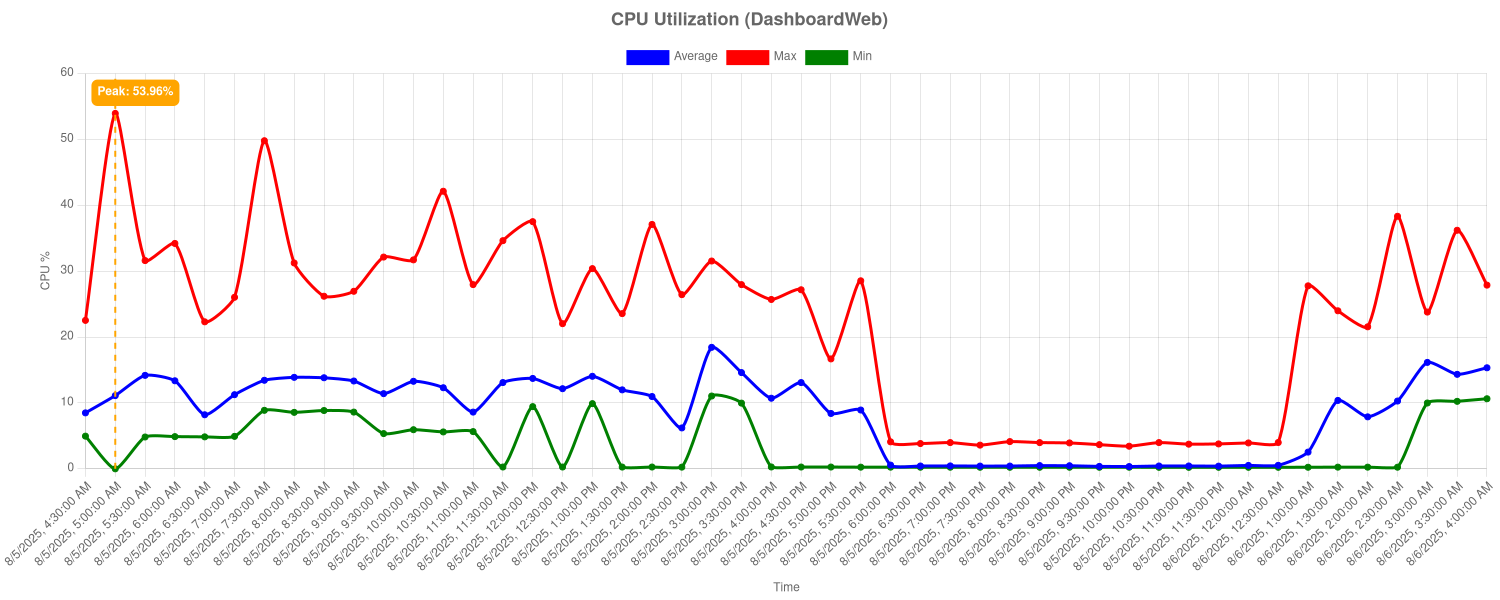 CPU Utilization (DashboardWeb)
Average Max Min
Peak: 53.96%
60
50
40
30
20
10
0
CPU %
8/5/2025, 4:30:00 AM
8/5/2025, 5:00:00 AM
8/5/2025, 5:30:00 AM
8/5/2025, 6:00:00 AM
8/5/2025, 6:30:00 AM
8/5/2025, 7:00:00 AM
8/5/2025, 7:30:00 AM
8/5/2025, 8:00:00 AM
8/5/2025, 8:30:00 AM
8/5/2025, 9:00:00 AM
8/5/2025, 9:30:00 AM
8/5/2025, 10:00:00 AM
8/5/2025, 10:30:00 AM
8/5/2025, 11:00:00 AM
8/5/2025, 11:30:00 AM
8/5/2025, 12:00:00 PM
8/5/2025, 12:30:00 PM
8/5/2025, 1:00:00 PM
8/5/2025, 1:30:00 PM
8/5/2025, 2:00:00 PM
8/5/2025, 2:30:00 PM
8/5/2025, 3:00:00 PM
8/5/2025, 3:30:00 PM
8/5/2025, 4:00:00 PM
8/5/2025, 4:30:00 PM
8/5/2025, 5:00:00 PM
8/5/2025, 5:30:00 PM
8/5/2025, 6:00:00 PM
8/5/2025, 6:30:00 PM
8/5/2025, 7:00:00 PM
8/5/2025, 7:30:00 PM
8/5/2025, 8:00:00 PM
8/5/2025, 8:30:00 PM
8/5/2025, 9:00:00 PM
8/5/2025, 9:30:00 PM
8/5/2025, 10:00:00 PM
8/5/2025, 10:30:00 PM
8/5/2025, 11:00:00 PM
8/5/2025, 11:30:00 PM
8/6/2025, 12:00:00 AM
8/6/2025, 12:30:00 AM
8/6/2025, 1:00:00 AM
8/6/2025, 1:30:00 AM
8/6/2025, 2:00:00 AM
8/6/2025, 2:30:00 AM
8/6/2025, 3:00:00 AM
8/6/2025, 3:30:00 AM
8/6/2025, 4:00:00 AM
Time